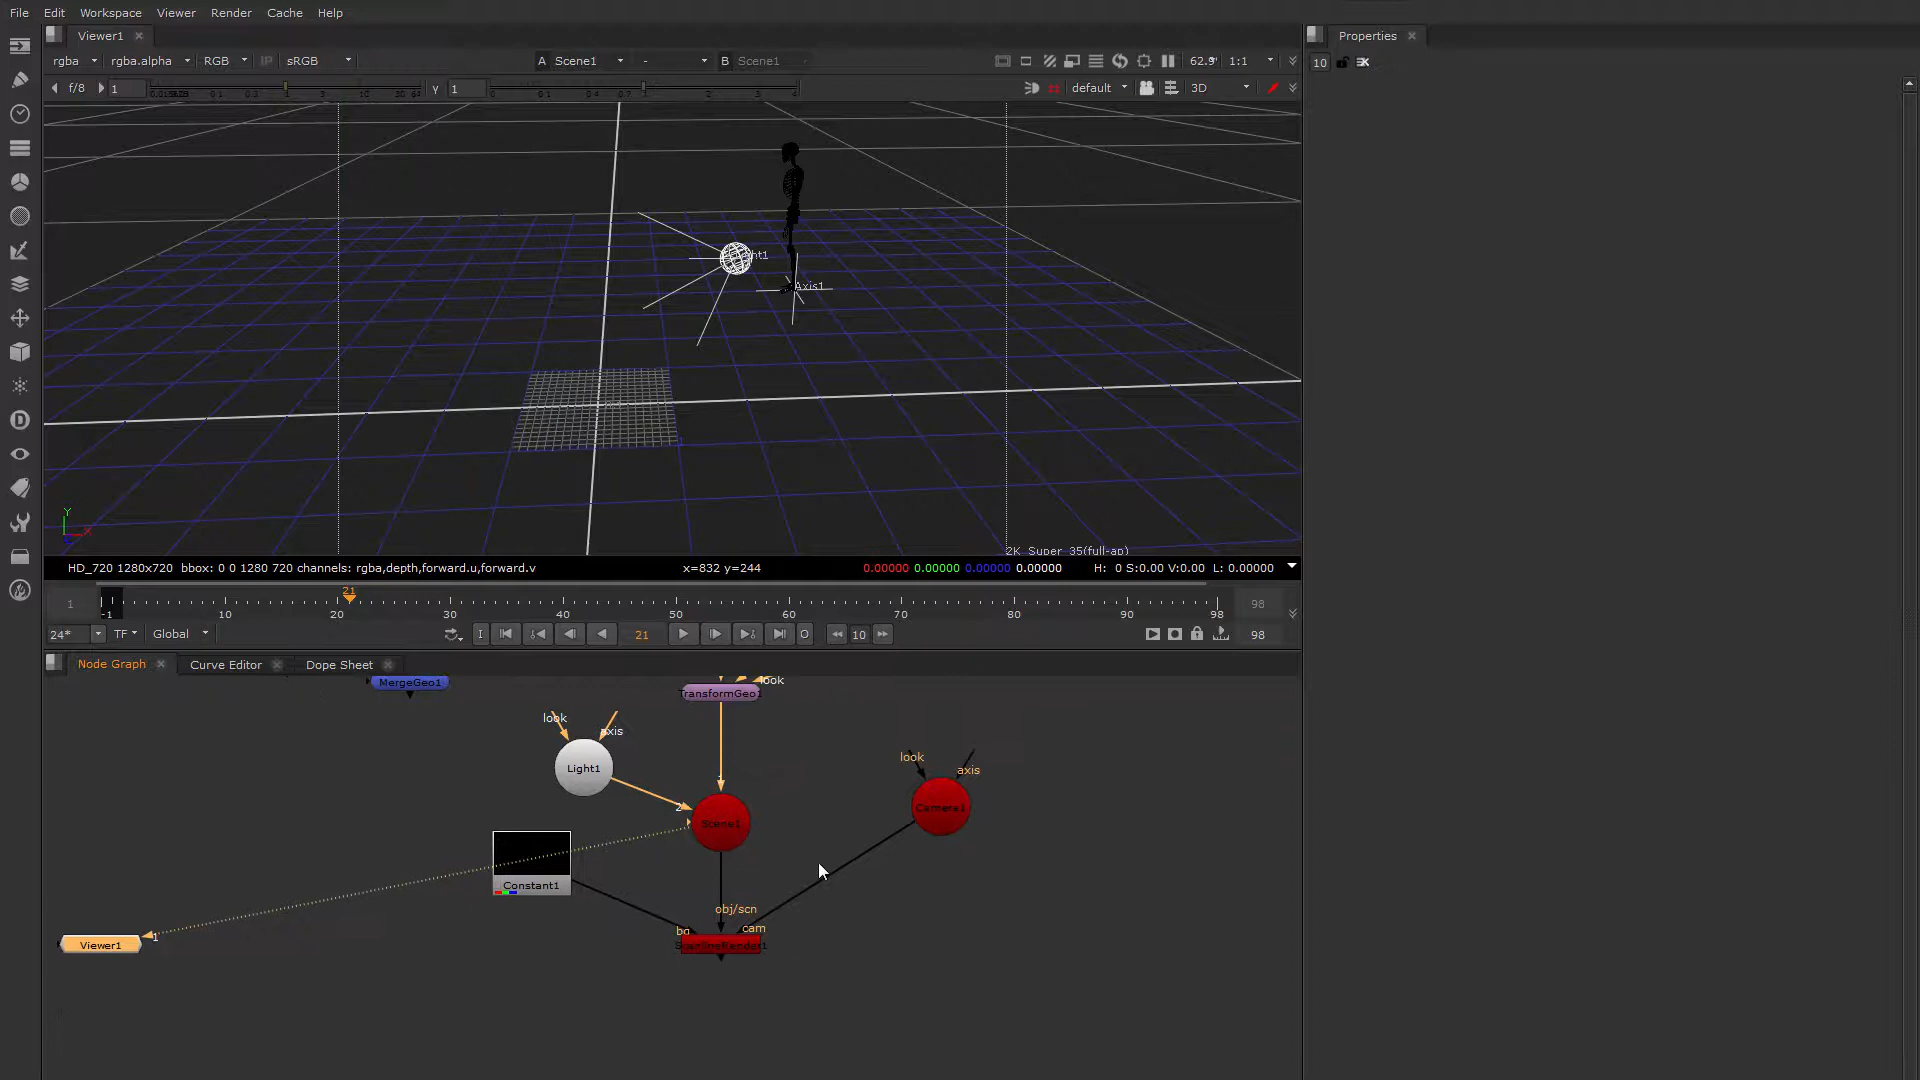 File Edit Workspace Viewer Render Cache Help
Viewer1
Properties
rgba rgba.alpha RGB IP sRGB A Scene1 - B Scene1 1:1
10
f/8 1 Y 1 default 3D
Axis1
Y
X
2K_Super_35(full-ap)
HD_720 1280x720 bbox: 0 0 1280 720 channels: rgba,depth,forward.u,forward.v x=832 y=244 0.00000 0.00000 0.00000 0.00000 H: 0 S:0.00 V:0.00 L: 0.00000
21
1 -1 10 20 30 40 50 60 70 80 90 98 98
24* TF Global I 21 O 10 98
Node Graph Curve Editor Dope Sheet
MergeGeo1
look
TransformGeo1
look
axis
Light1
look
axis
2
Camera1
Scene1
Constant1
obj/scn
bg cam
Viewer1
1